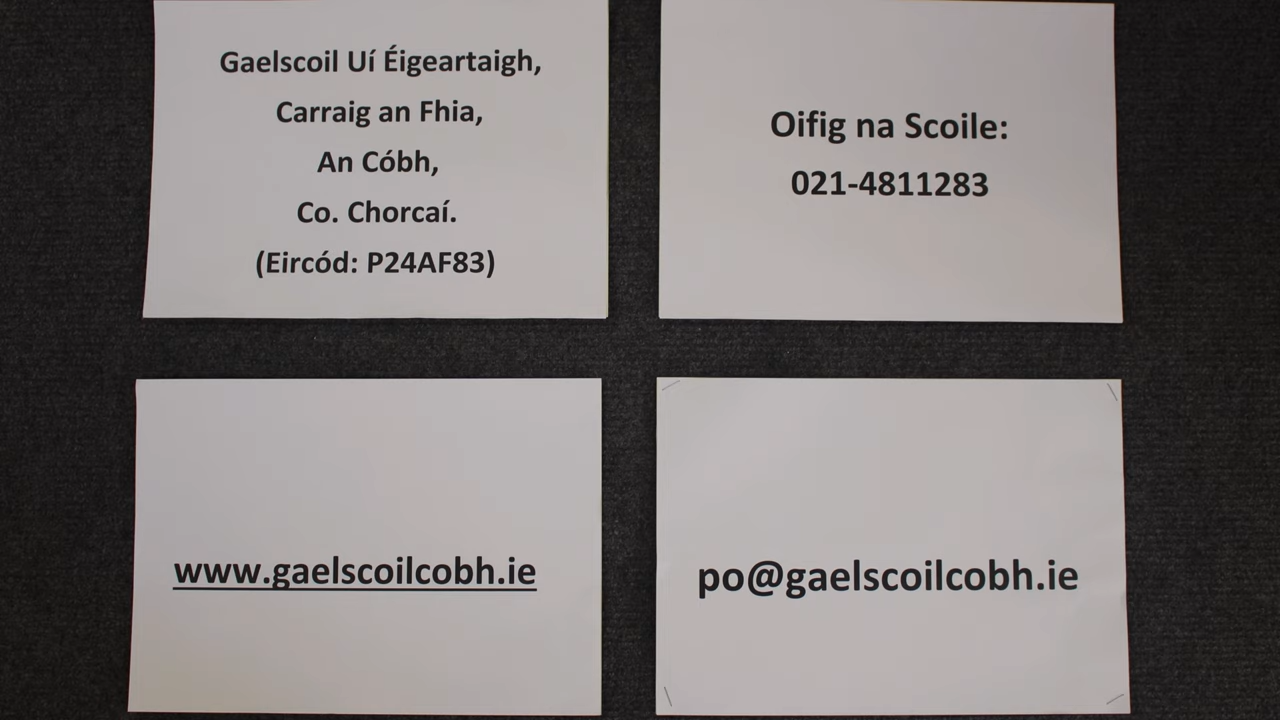 Gaelscoil Uí Éigeartaigh,
Carraig an Fhia,
An Cóbh,
Co. Chorcaí.
(Eircód: P24AF83)
Oifig na Scoile:
021-4811283
www.gaelscoilcobh.ie
po@gaelscoilcobh.ie